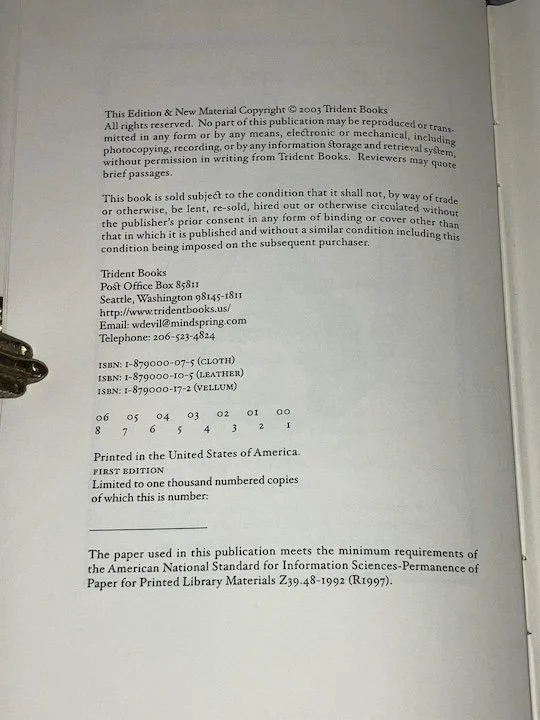 This Edition & New Material Copyright © 2003 Trident Books
All rights reserved. No part of this publication may be reproduced or trans-
mitted in any form or by any means, electronic or mechanical, including
photocopying, recording, or by any information storage and retrieval system,
without permission in writing from Trident Books. Reviewers may quote
brief passages.
This book is sold subject to the condition that it shall not, by way of trade
or otherwise, be lent, re-sold, hired out or otherwise circulated without
the publisher's prior consent in any form of binding or cover other than
that in which it is published and without a similar condition including this
condition being imposed on the subsequent purchaser.
Trident Books
Post Office Box 85811
Seattle, Washington 98145-1811
http://www.tridentbooks.us/
Email: wdevil@mindspring.com
Telephone: 206-523-4824
ISBN: 1-879000-07-5 (CLOTH)
ISBN: 1-879000-10-5 (LEATHER)
ISBN: 1-879000-17-2 (VELLUM)
06 05 04 03 02 01 00
8 7 6 5 4 3 2 1
Printed in the United States of America.
FIRST EDITION
Limited to one thousand numbered copies
of which this is number:
The paper used in this publication meets the minimum requirements of
the American National Standard for Information Sciences-Permanence of
Paper for Printed Library Materials Z39.48-1992 (R1997).